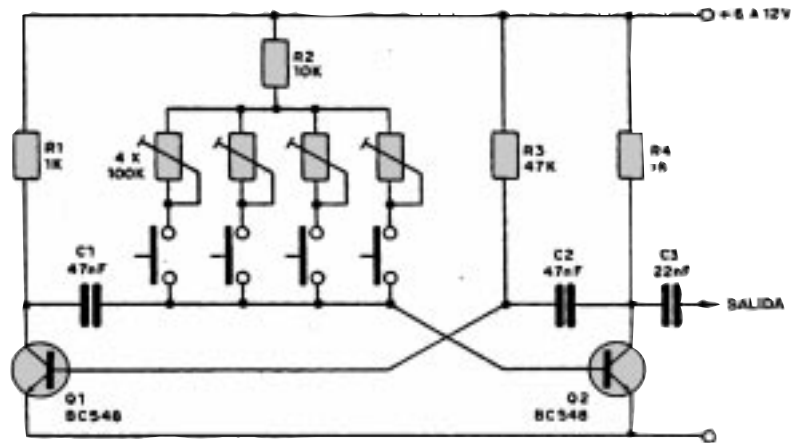 +6 A 12V
R2
10K
R1
1K
4 X
100K
R3
47K
R4
C1
47nF
C2
47nF
C3
22nF
SALIDA
Q1
BC548
Q2
BC548